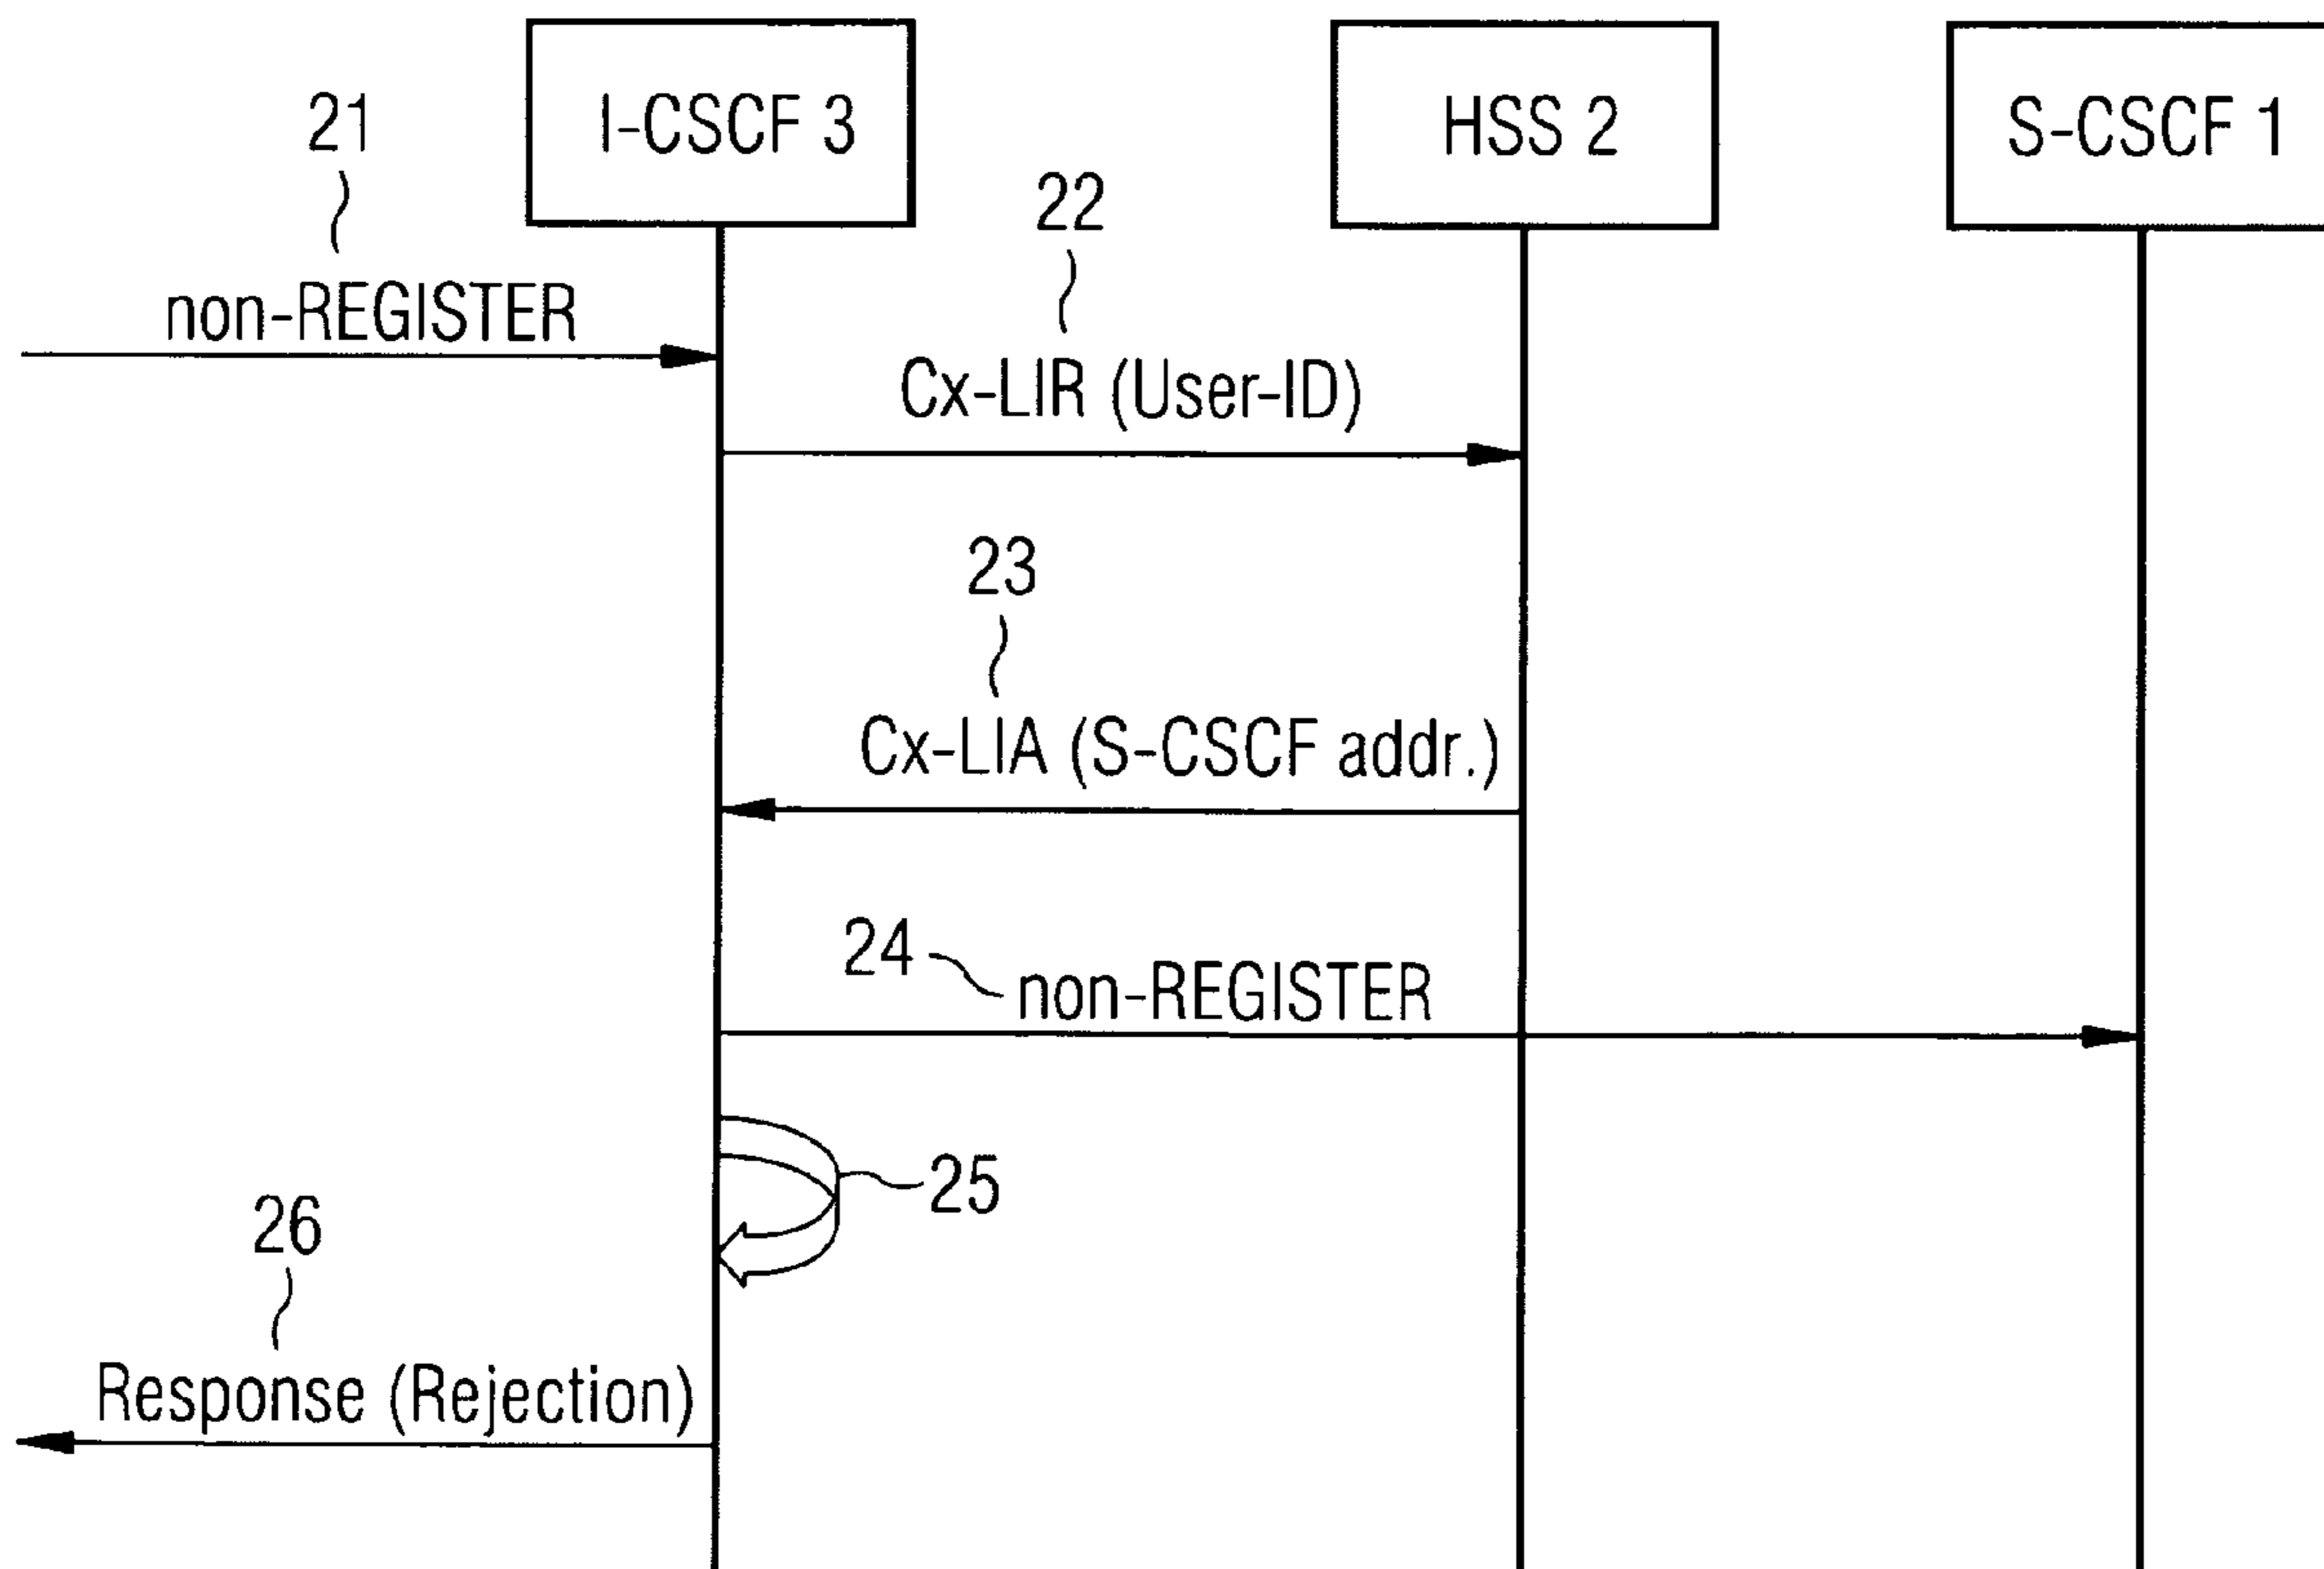 I-CSCF 3
HSS 2
S-CSCF 1
21
non-REGISTER
22
Cx-LIR (User-ID)
23
Cx-LIA (S-CSCF addr.)
24
non-REGISTER
25
26
Response (Rejection)